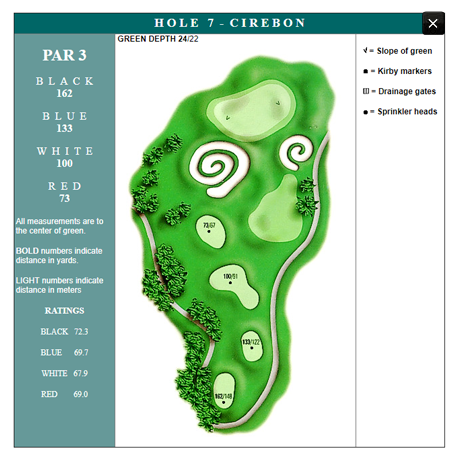 HOLE 7 - CIREBON
PAR 3
BLACK
162
BLUE
133
WHITE
100
RED
73
All measurements are to
the center of green.
BOLD numbers indicate
distance in yards.
LIGHT numbers indicate
distance in meters
RATINGS
BLACK 72.3
BLUE 69.7
WHITE 67.9
RED 69.0
GREEN DEPTH 24/22
73/67
100/91
133/122
162/148
= Slope of green
= Kirby markers
= Drainage gates
= Sprinkler heads